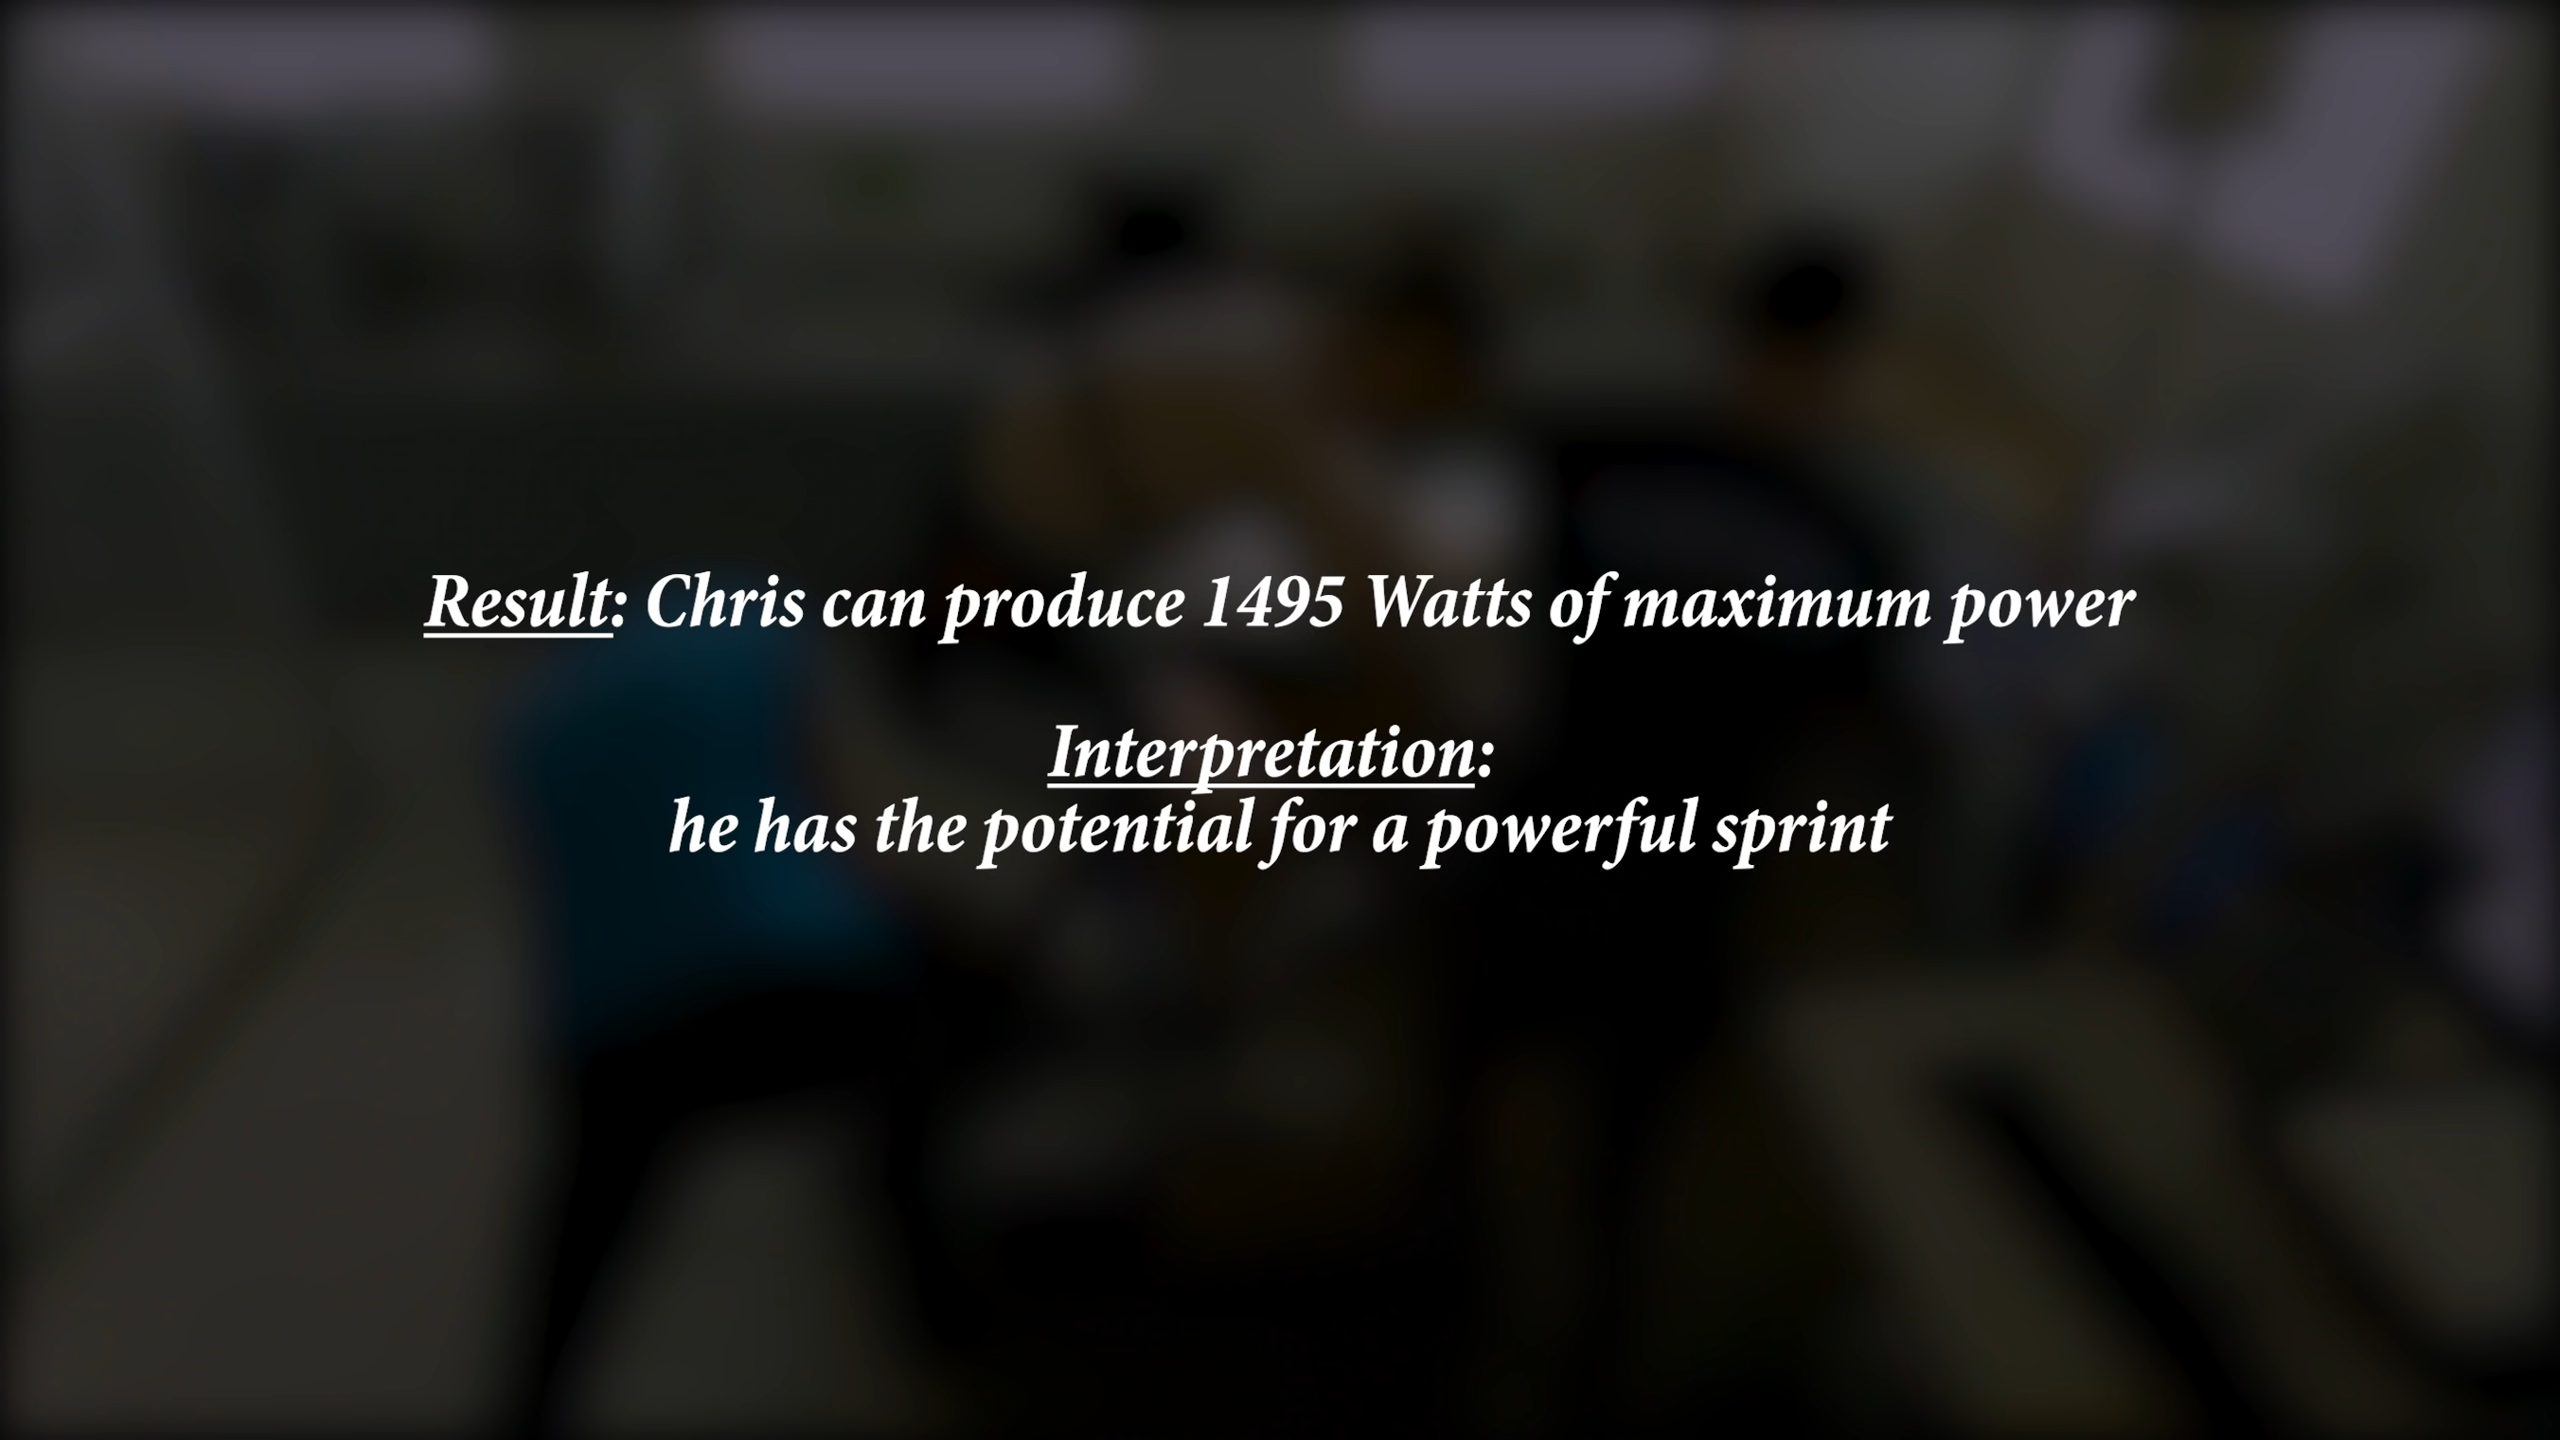 Result: Chris can produce 1495 Watts of maximum power
Interpretation:
he has the potential for a powerful sprint